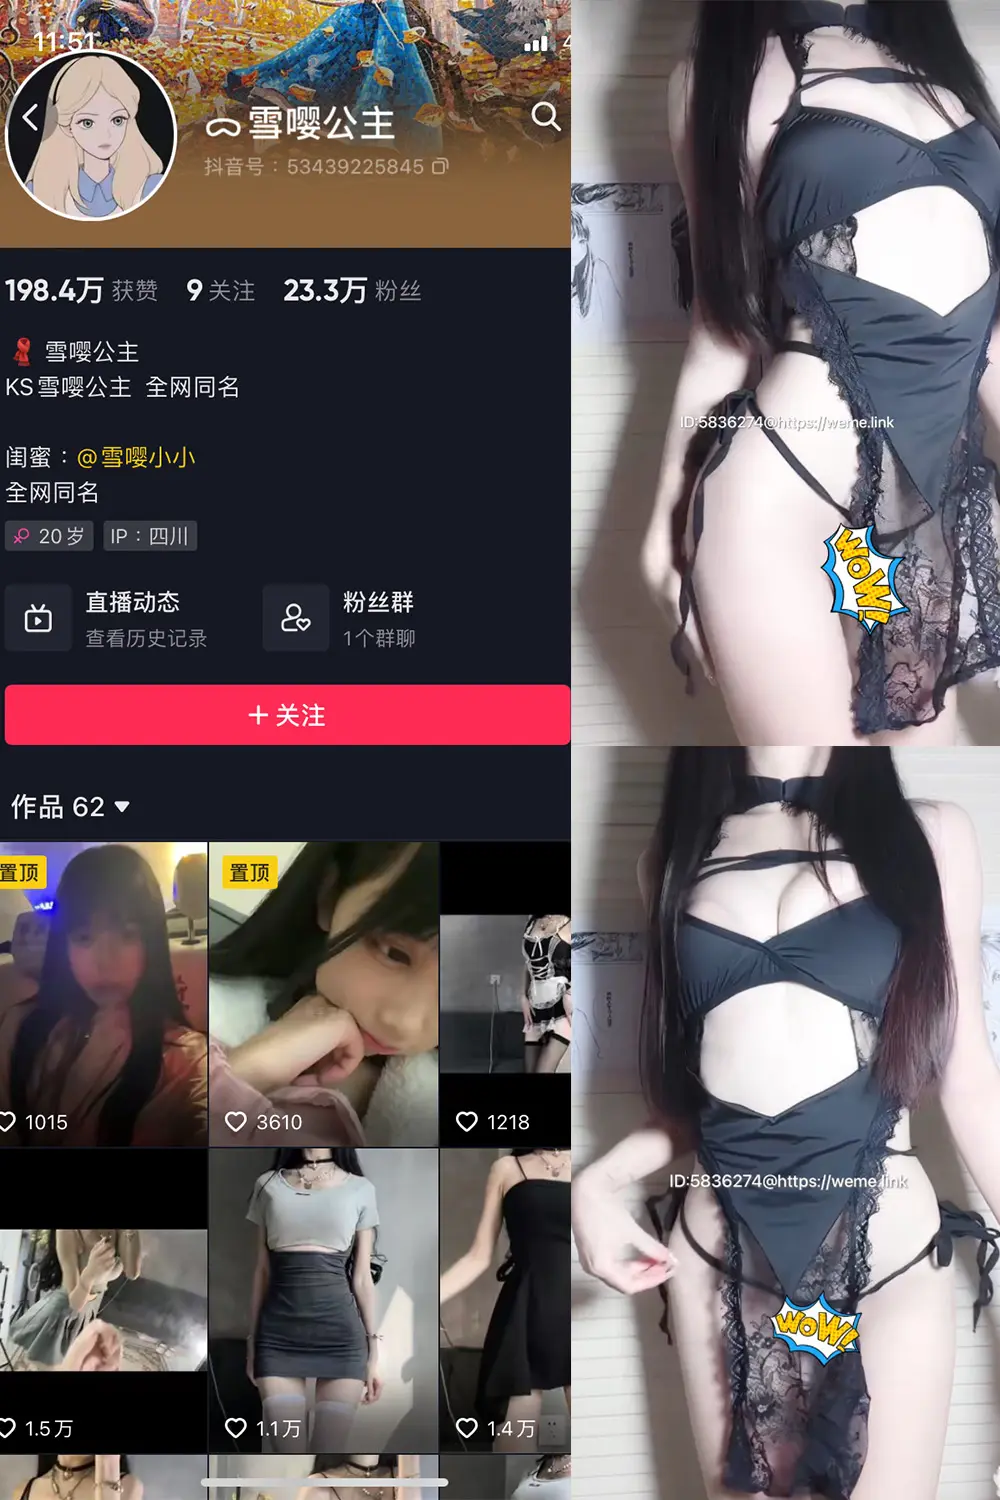 11:51
4
雪嘤公主
抖音号：53439225845
198.4万 获赞 9 关注 23.3万 粉丝
雪嘤公主
KS雪嘤公主 全网同名
闺蜜：@雪嘤小小
全网同名
20岁 IP：四川
直播动态
查看历史记录
粉丝群
1个群聊
+ 关注
作品 62
置顶
置顶
1015
3610
1218
1.5万
1.1万
1.4万
ID:5836274@https://weme.link
WOW!
ID:5836274@https://weme.link
WOW!